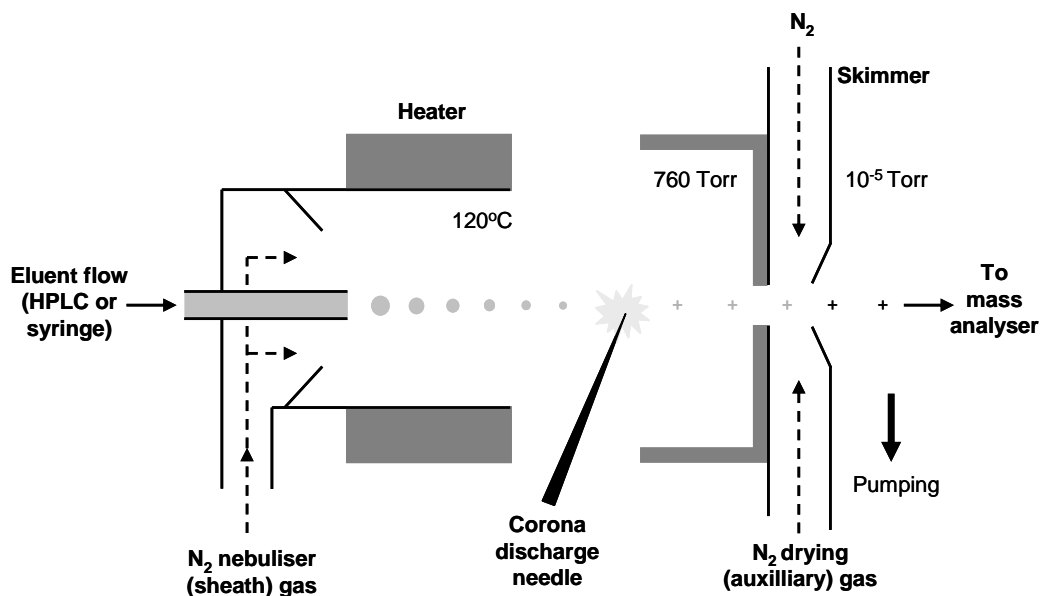 N2
Skimmer
Heater
760 Torr
10-5 Torr
120ºC
Eluent flow
(HPLC or
syringe)
To
mass
analyser
Pumping
Corona
discharge
needle
N2 nebuliser
(sheath) gas
N2 drying
(auxilliary) gas
+ + + + +